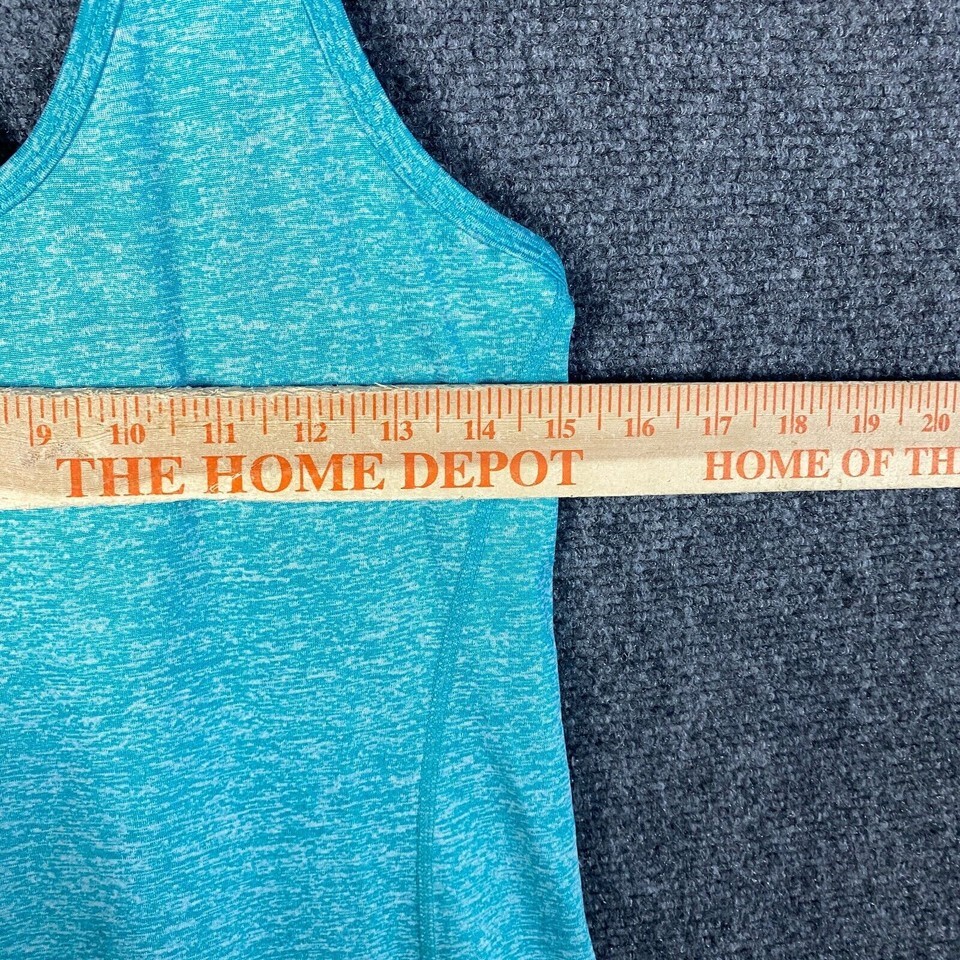 9 10 11 12 13 14 15 16 17 18 19 20
THE HOME DEPOT HOME OF TH